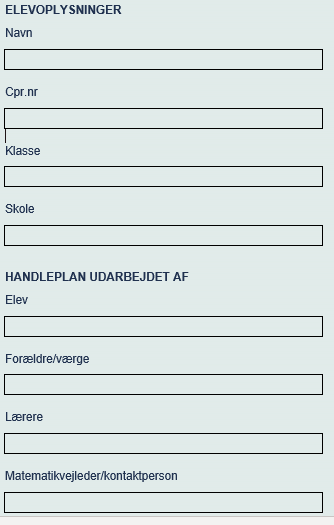 ELEVOPLYSNINGER
Navn
Cpr.nr
Klasse
Skole
HANDLEPLAN UDARBEJDET AF
Elev
Forældre/værge
Lærere
Matematikvejleder/kontaktperson